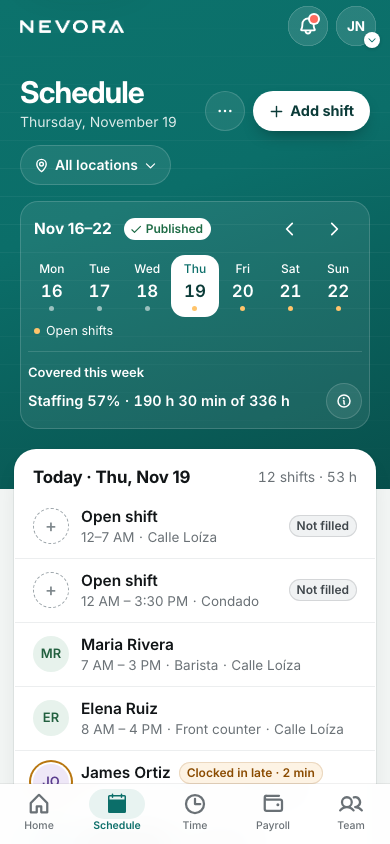 NEVORA
JN
Schedule
Thursday, November 19
Add shift
All locations
Nov 16–22 Published
Mon Tue Wed Thu Fri Sat Sun
16 17 18 19 20 21 22
Open shifts
Covered this week
Staffing 57% · 190 h 30 min of 336 h
Today · Thu, Nov 19 12 shifts · 53 h
Open shift
12–7 AM · Calle Loíza
Not filled
Open shift
12 AM – 3:30 PM · Condado
Not filled
MR
Maria Rivera
7 AM – 3 PM · Barista · Calle Loíza
ER
Elena Ruiz
8 AM – 4 PM · Front counter · Calle Loíza
JO
James Ortiz Clocked in late · 2 min
Home Schedule Time Payroll Team